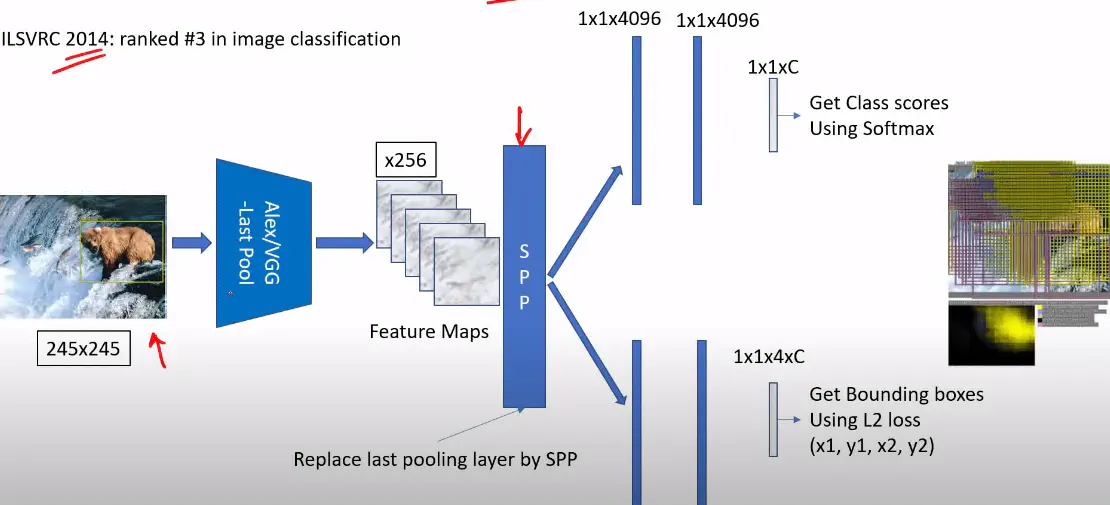 ILSVRC 2014: ranked #3 in image classification
1x1x4096
1x1x4096
1x1xC
Get Class scores
Using Softmax
x256
Alex/VGG
-Last Pool
SPP
Feature Maps
245x245
1x1x4xC
Get Bounding boxes
Using L2 loss
(x1, y1, x2, y2)
Replace last pooling layer by SPP